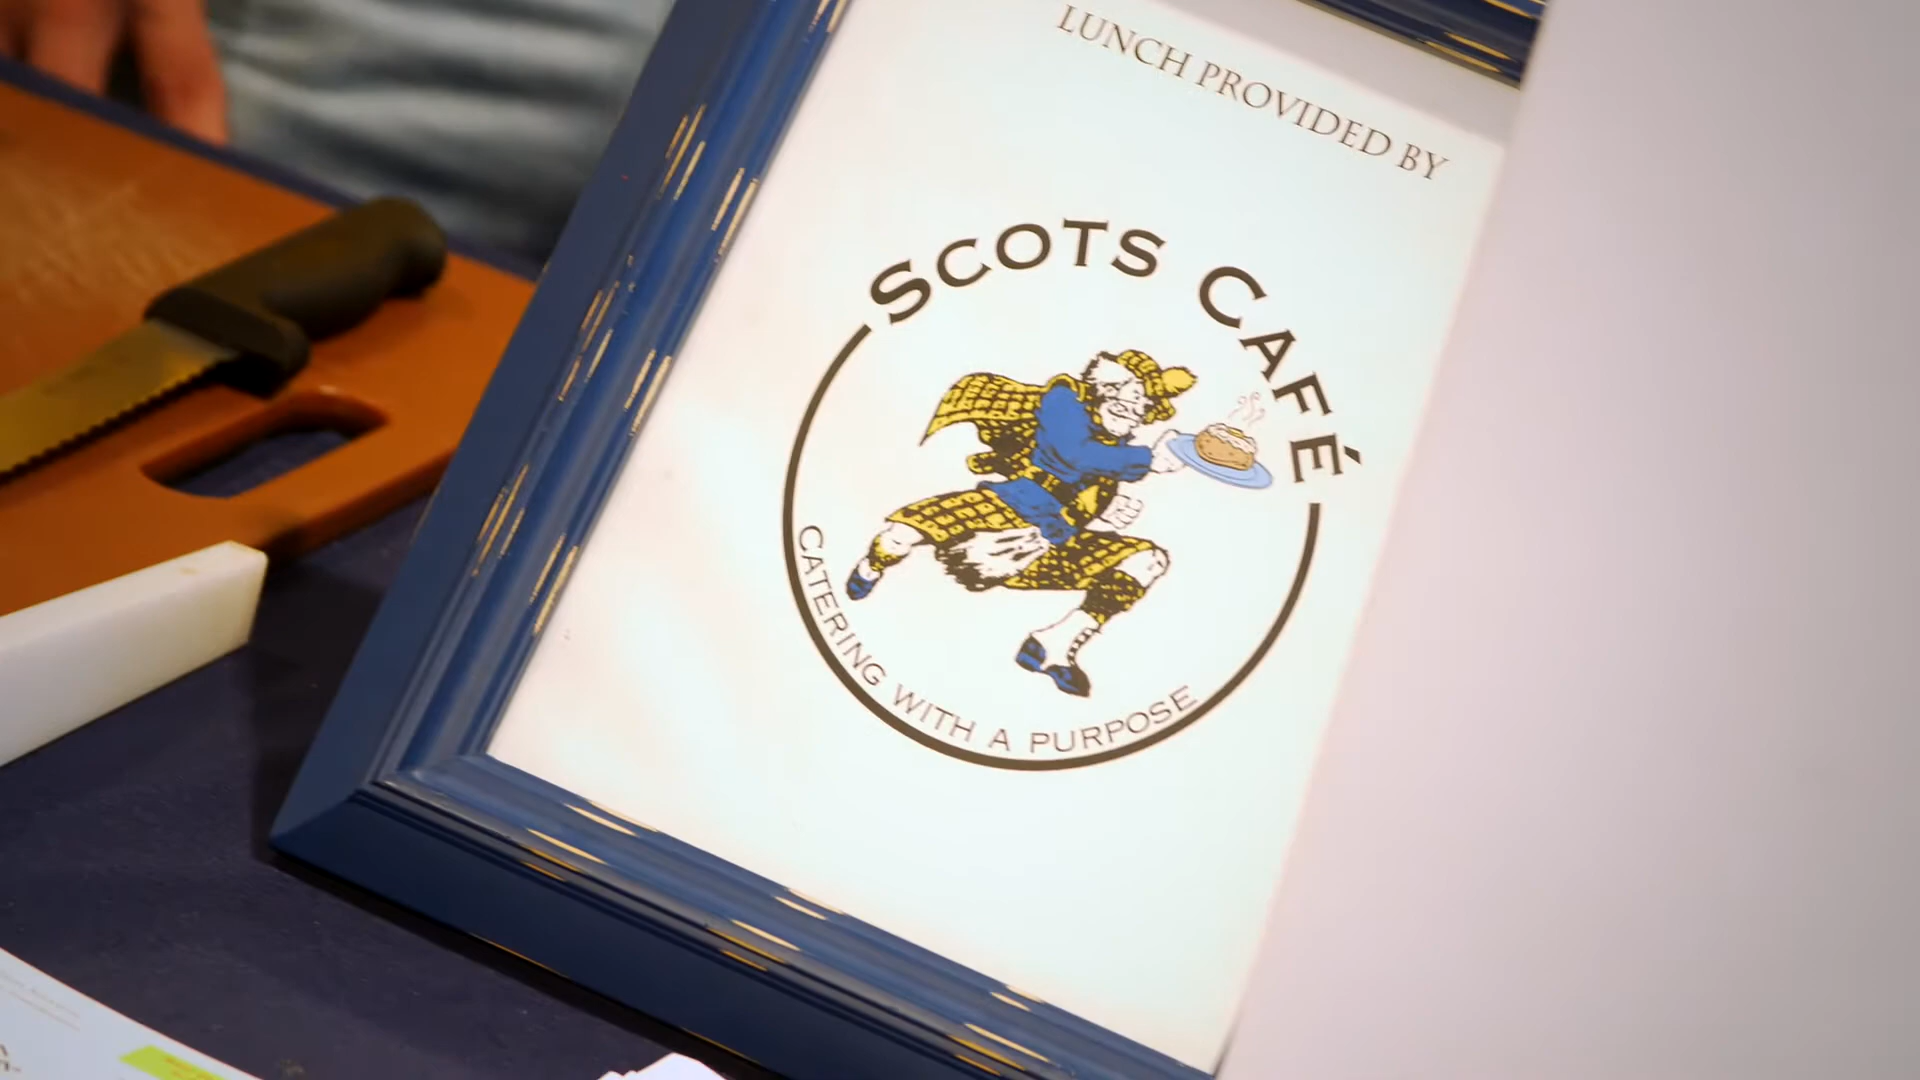 LUNCH PROVIDED BY
SCOTS CAFÉ
CATERING WITH A PURPOSE